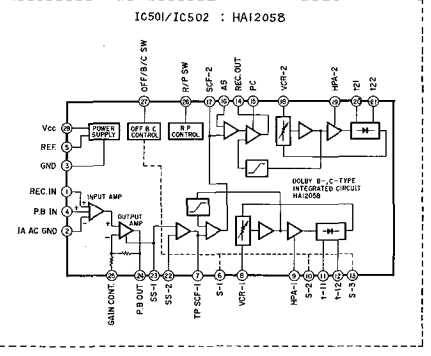 IC501/IC502 : HA12058
OFF/B/C SW
R/P SW
SCF-2
AS
REC. OUT
PC
VCR-2
HPA-2
t21
t22
27
26
17
16
14
15
18
19
20
21
Vcc 28
POWER SUPPLY
OFF B C CONTROL
R P CONTROL
REF. 5
GND 3
REC.IN 1
INPUT AMP
P.B IN 4
OUTPUT AMP
IA AC GND 2
DOLBY B-,C-TYPE
INTEGRATED CIRCUIT
HA12058
25
24
23
22
7
6
8
9
10
11
12
13
GAIN CONT.
P.B OUT
SS-1
SS-2
TP SCF-1
S-1
VCR-1
HPA-1
S-2
t-11
t-12
S-3